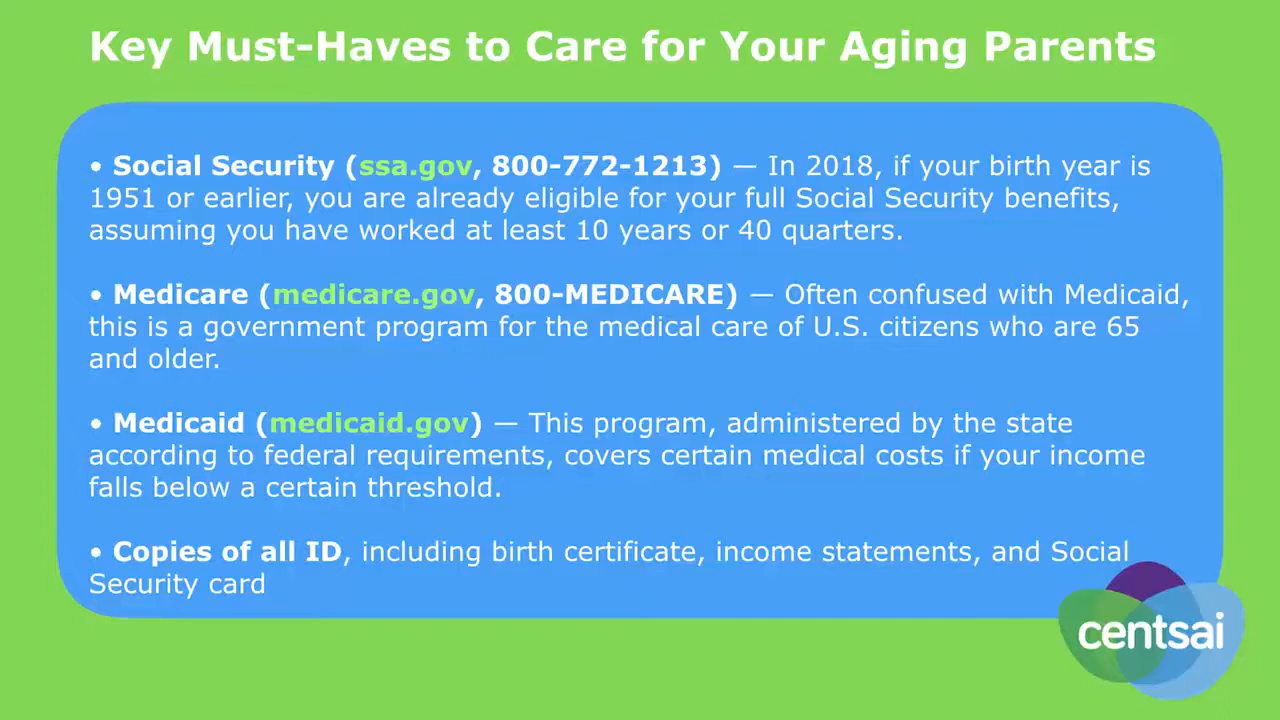 Key Must-Haves to Care for Your Aging Parents
• Social Security (ssa.gov, 800-772-1213) — In 2018, if your birth year is
1951 or earlier, you are already eligible for your full Social Security benefits,
assuming you have worked at least 10 years or 40 quarters.
• Medicare (medicare.gov, 800-MEDICARE) — Often confused with Medicaid,
this is a government program for the medical care of U.S. citizens who are 65
and older.
• Medicaid (medicaid.gov) — This program, administered by the state
according to federal requirements, covers certain medical costs if your income
falls below a certain threshold.
• Copies of all ID, including birth certificate, income statements, and Social
Security card
centsai